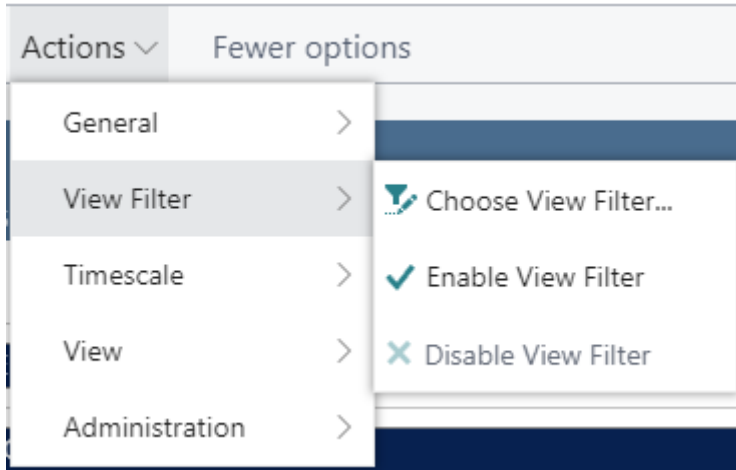 Actions Fewer options
General
View Filter
Timescale
View
Administration
Choose View Filter...
Enable View Filter
Disable View Filter